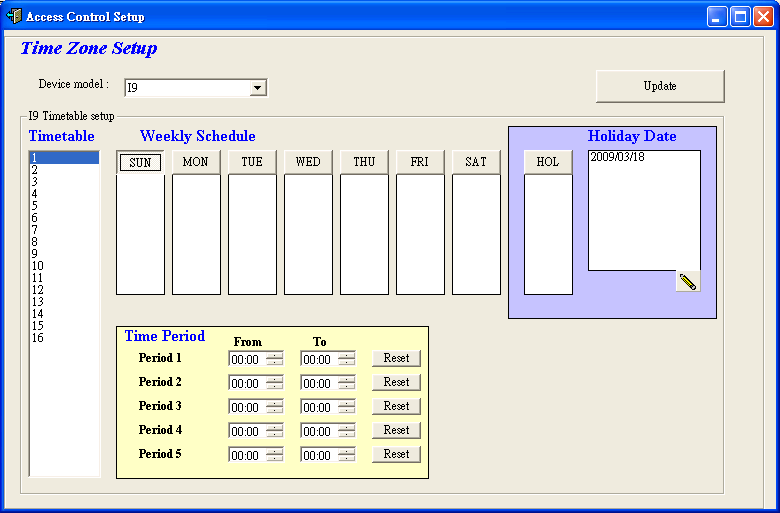 Access Control Setup
Time Zone Setup
Device model : I9 Update
I9 Timetable setup
Timetable Weekly Schedule Holiday Date
SUN MON TUE WED THU FRI SAT HOL 2009/03/18
1
2
3
4
5
6
7
8
9
10
11
12
13
14
15
16
Time Period From To
Period 1 00:00 00:00 Reset
Period 2 00:00 00:00 Reset
Period 3 00:00 00:00 Reset
Period 4 00:00 00:00 Reset
Period 5 00:00 00:00 Reset